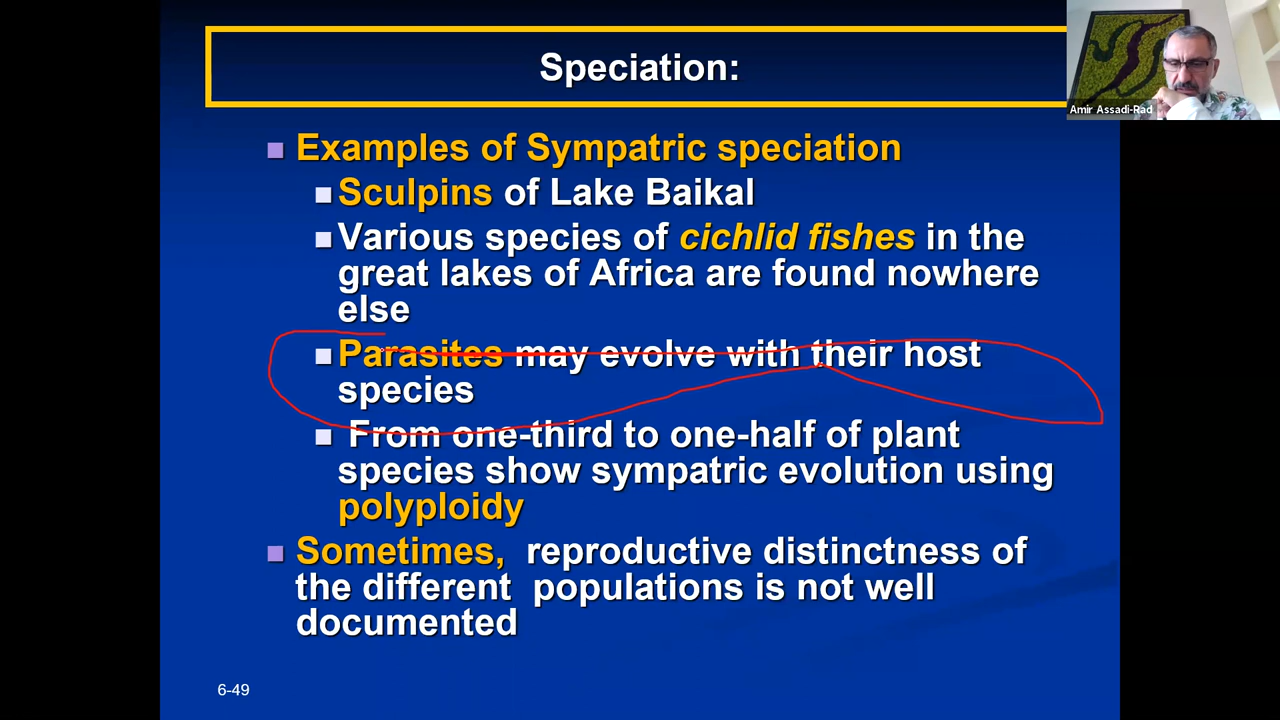 Speciation:
Amir Assadi-Rad
Examples of Sympatric speciation
Sculpins of Lake Baikal
Various species of cichlid fishes in the
great lakes of Africa are found nowhere
else
Parasites may evolve with their host
species
From one-third to one-half of plant
species show sympatric evolution using
polyploidy
Sometimes, reproductive distinctness of
the different populations is not well
documented
6-49